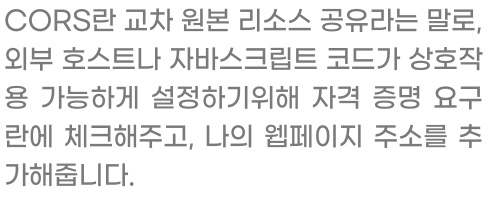 CORS란 교차 원본 리소스 공유라는 말로,
외부 호스트나 자바스크립트 코드가 상호작
용 가능하게 설정하기위해 자격 증명 요구
란에 체크해주고, 나의 웹페이지 주소를 추
가해줍니다.